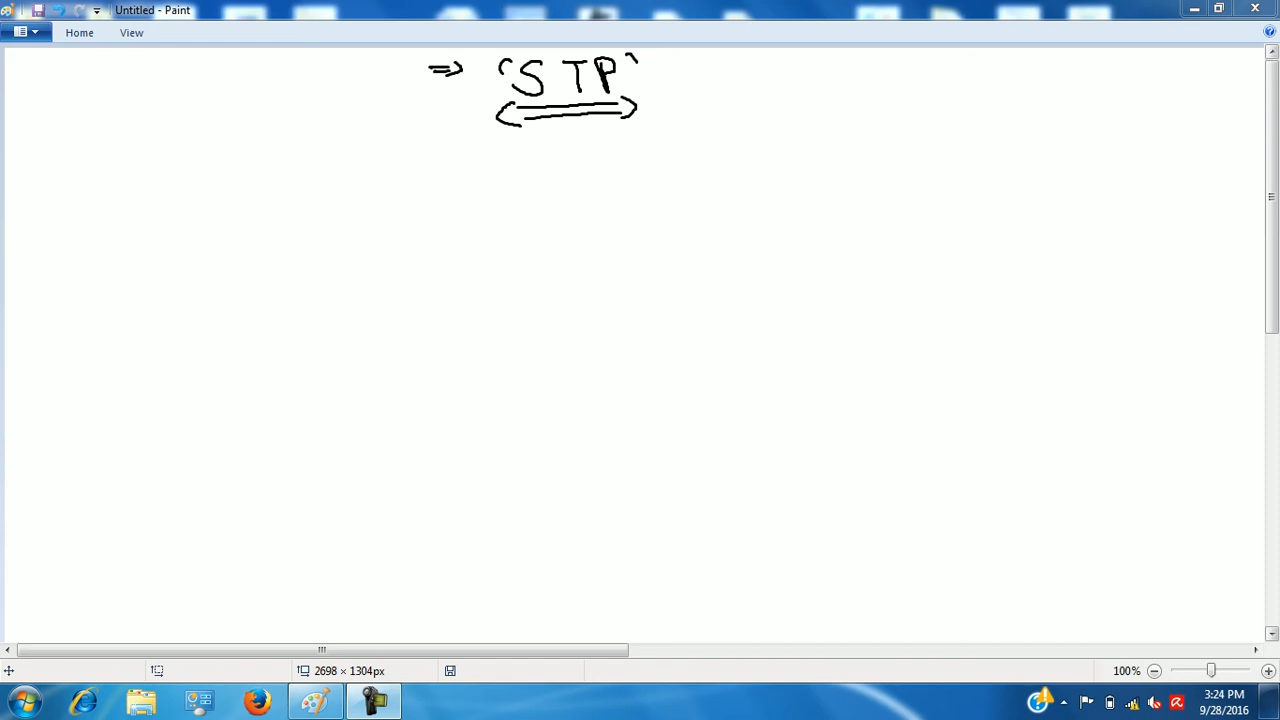 Untitled - Paint
Home View
⇒ 'STP'
2698 × 1304px 100%
3:24 PM
9/28/2016